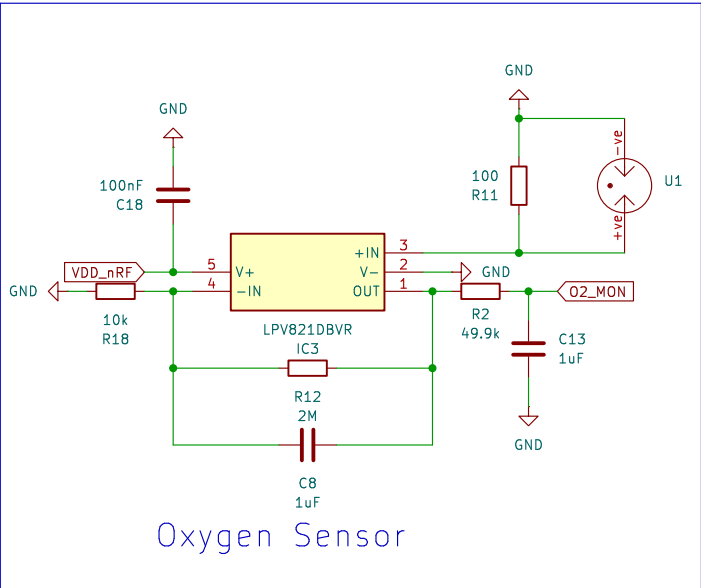 GND
GND
-ve
100nF
C18
100
R11
U1
+ve
VDD_nRF
5
V+
+IN
3
V-
2
GND
GND
4
-IN
OUT
1
O2_MON
10k
R18
LPV821DBVR
IC3
R2
49.9k
C13
1uF
R12
2M
GND
C8
1uF
Oxygen Sensor